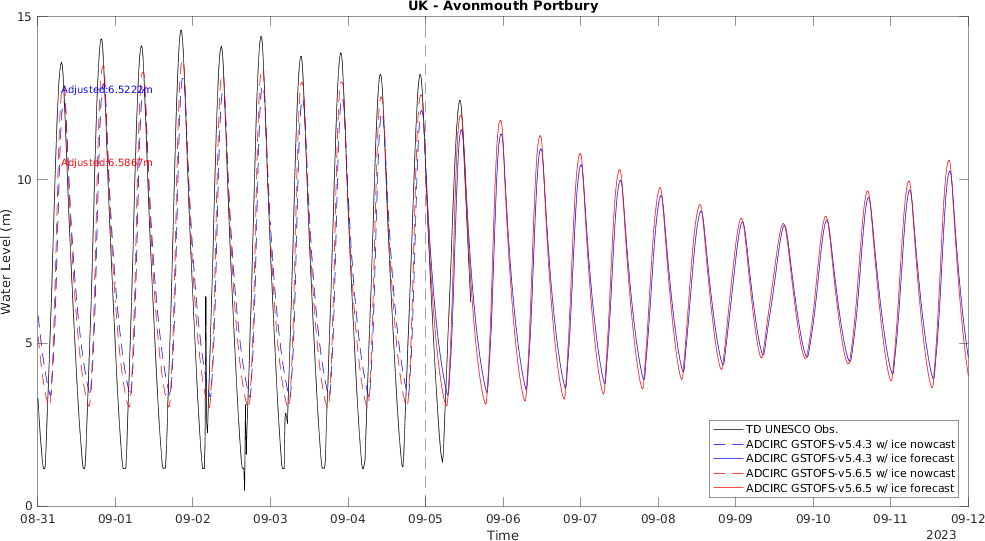 UK - Avonmouth Portbury
15
10
5
0
Water Level (m)
Adjusted:6.5222m
Adjusted:6.5867m
TD UNESCO Obs.
ADCIRC GSTOFS-v5.4.3 w/ ice nowcast
ADCIRC GSTOFS-v5.4.3 w/ ice forecast
ADCIRC GSTOFS-v5.6.5 w/ ice nowcast
ADCIRC GSTOFS-v5.6.5 w/ ice forecast
08-31 09-01 09-02 09-03 09-04 09-05 09-06 09-07 09-08 09-09 09-10 09-11 09-12
Time
2023